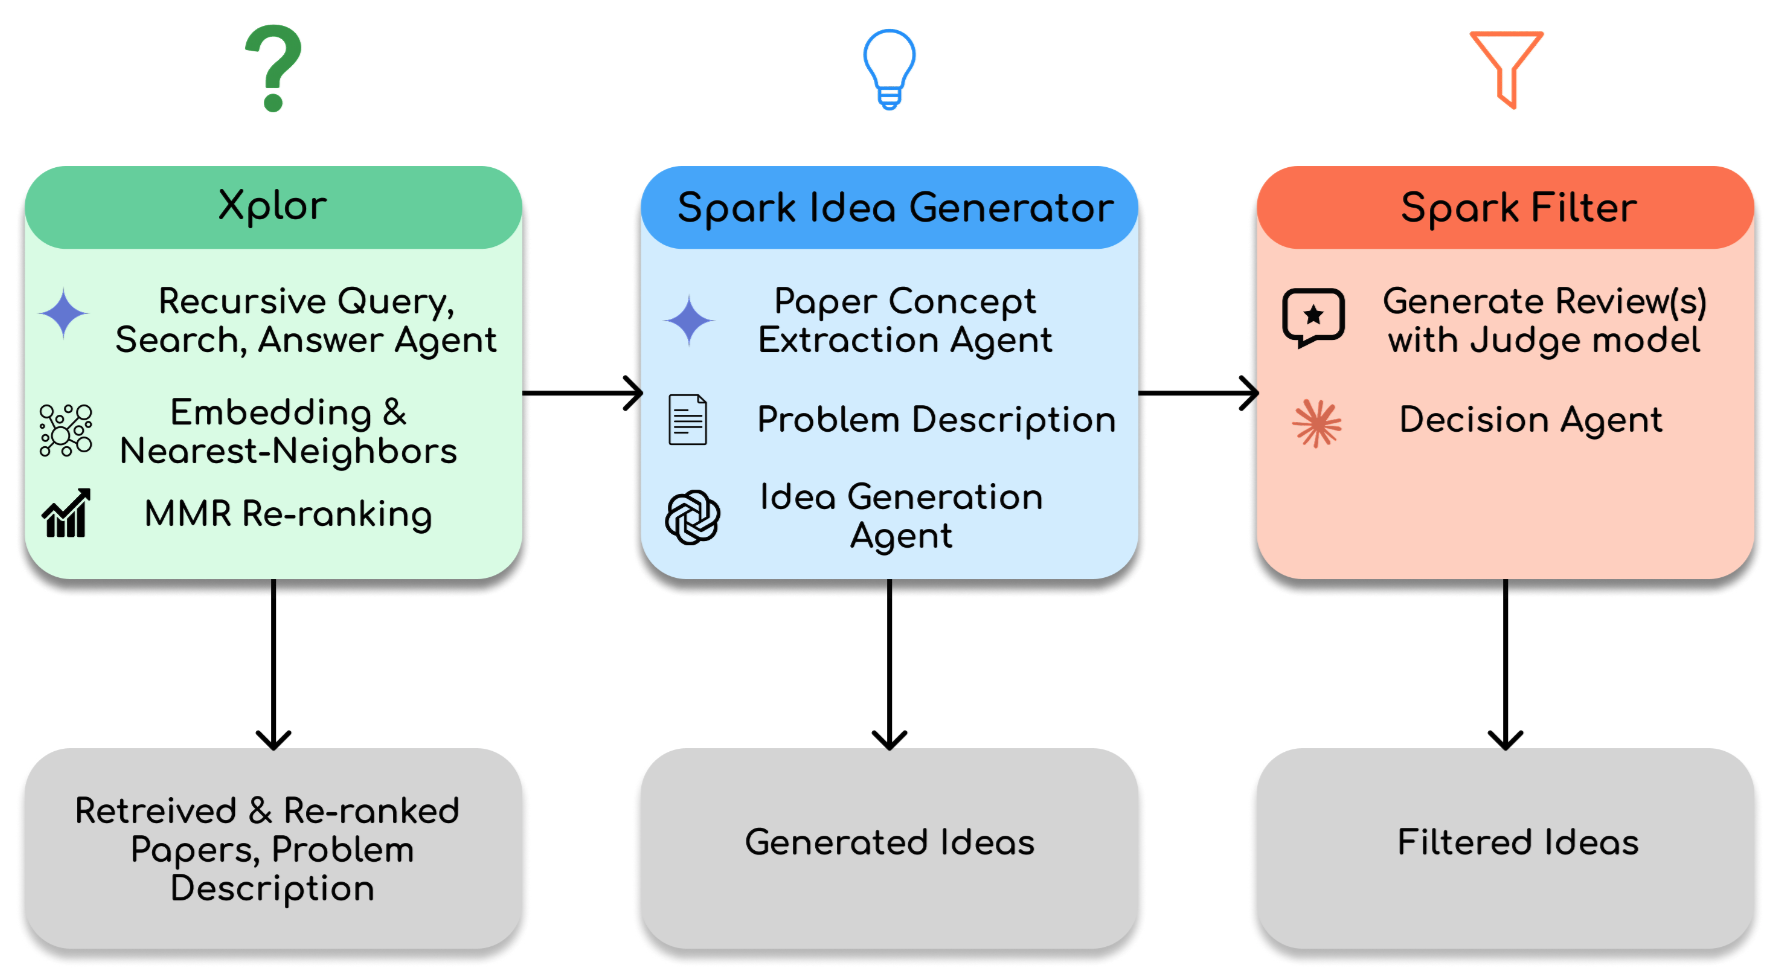 Xplor
Recursive Query,
Search, Answer Agent
Embedding &
Nearest-Neighbors
MMR Re-ranking
Spark Idea Generator
Paper Concept
Extraction Agent
Problem Description
Idea Generation
Agent
Spark Filter
Generate Review(s)
with Judge model
Decision Agent
Retreived & Re-ranked
Papers, Problem
Description
Generated Ideas
Filtered Ideas